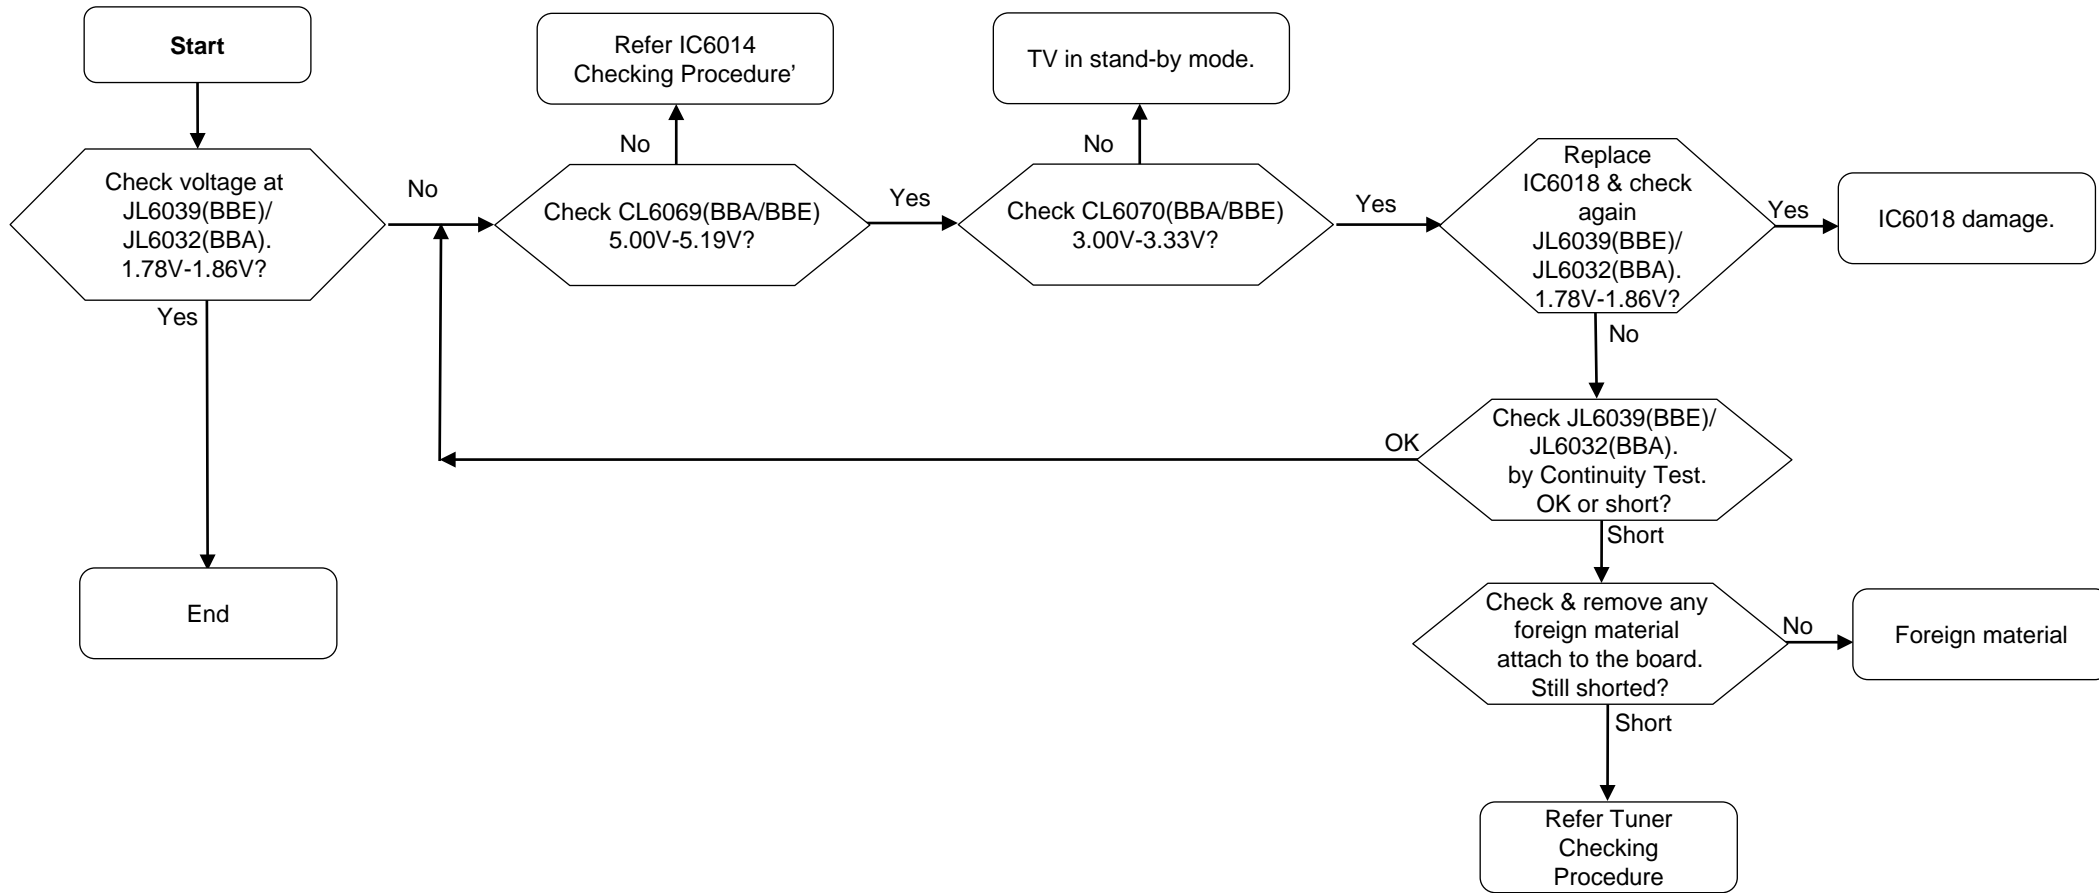 Start
Refer IC6014
Checking Procedure’
TV in stand-by mode.
No
No
Check voltage at
JL6039(BBE)/
JL6032(BBA).
1.78V-1.86V?
No
Check CL6069(BBA/BBE)
5.00V-5.19V?
Yes
Check CL6070(BBA/BBE)
3.00V-3.33V?
Yes
Replace
IC6018 & check
again
JL6039(BBE)/
JL6032(BBA).
1.78V-1.86V?
Yes
IC6018 damage.
Yes
No
Check JL6039(BBE)/
JL6032(BBA).
by Continuity Test.
OK or short?
OK
Short
End
Check & remove any
foreign material
attach to the board.
Still shorted?
No
Foreign material
Short
Refer Tuner
Checking
Procedure